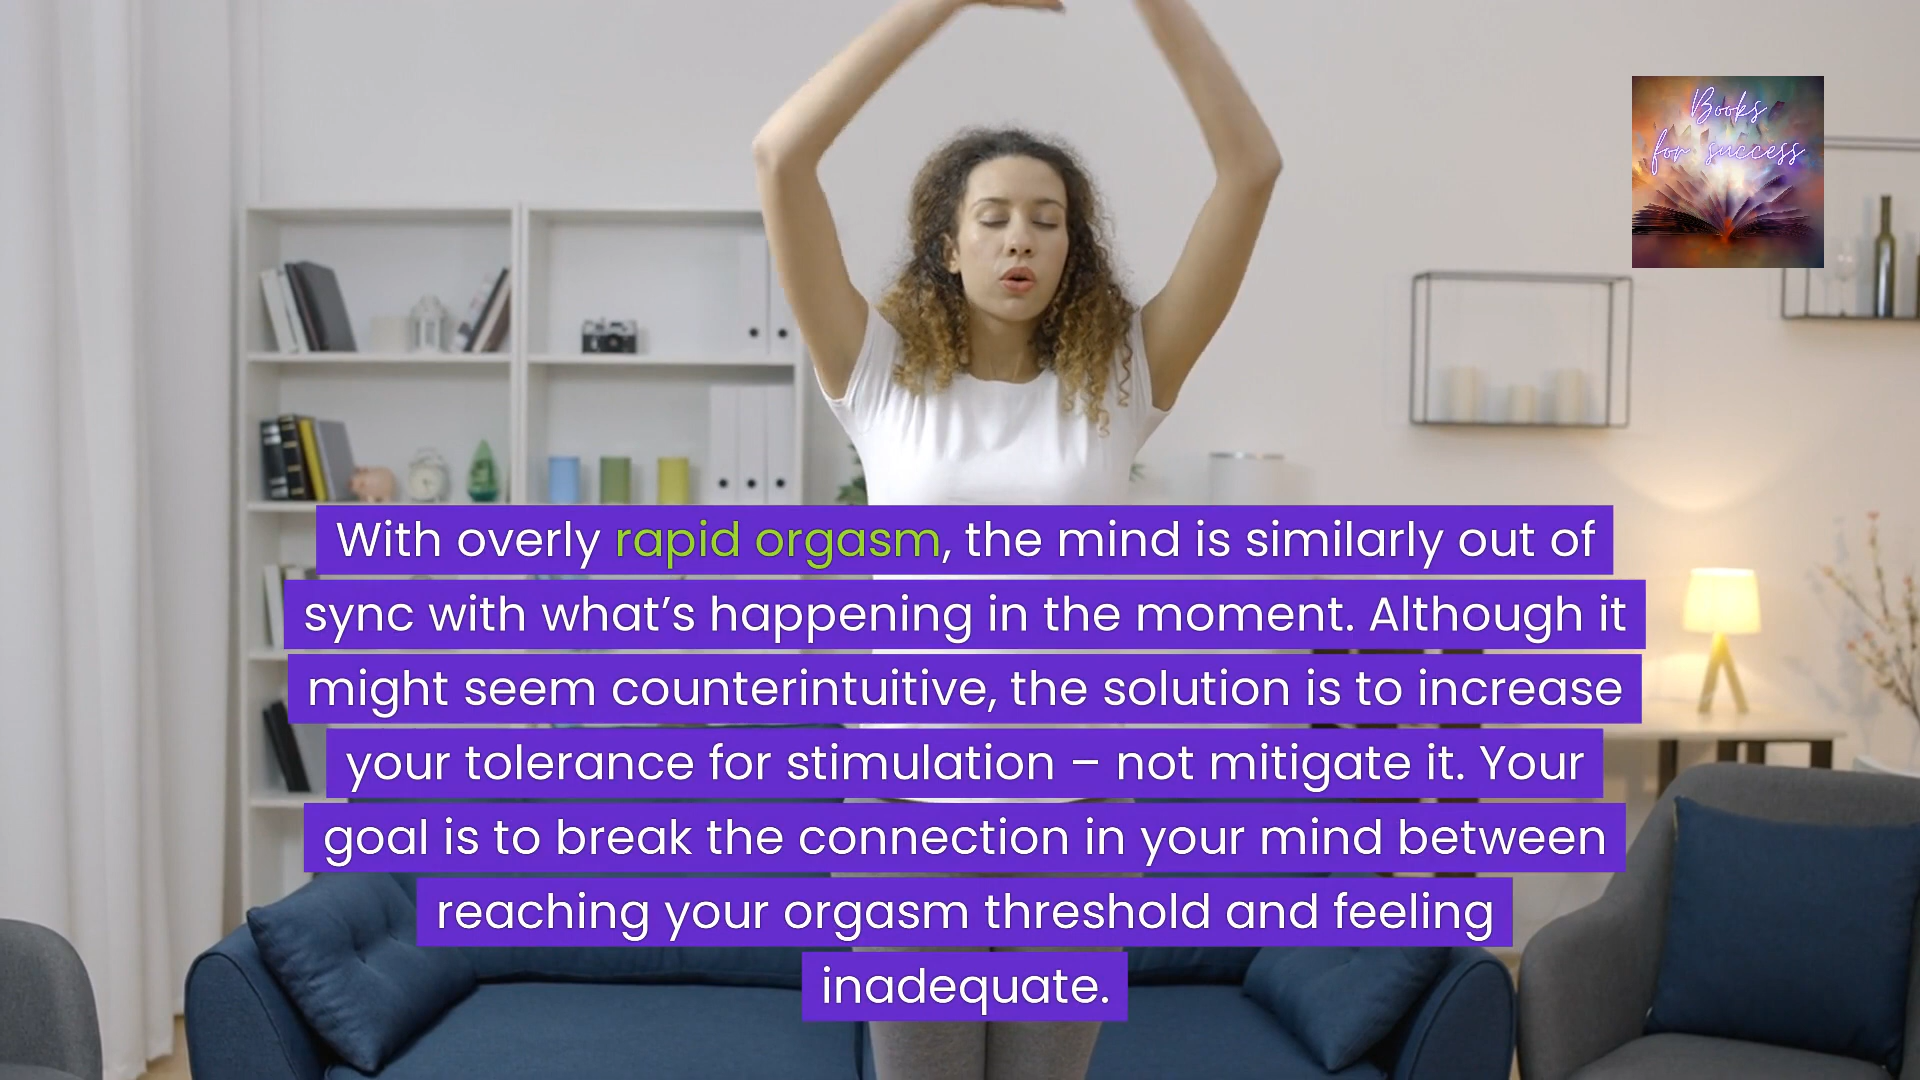 Books
for success
With overly rapid orgasm, the mind is similarly out of
sync with what’s happening in the moment. Although it
might seem counterintuitive, the solution is to increase
your tolerance for stimulation – not mitigate it. Your
goal is to break the connection in your mind between
reaching your orgasm threshold and feeling
inadequate.